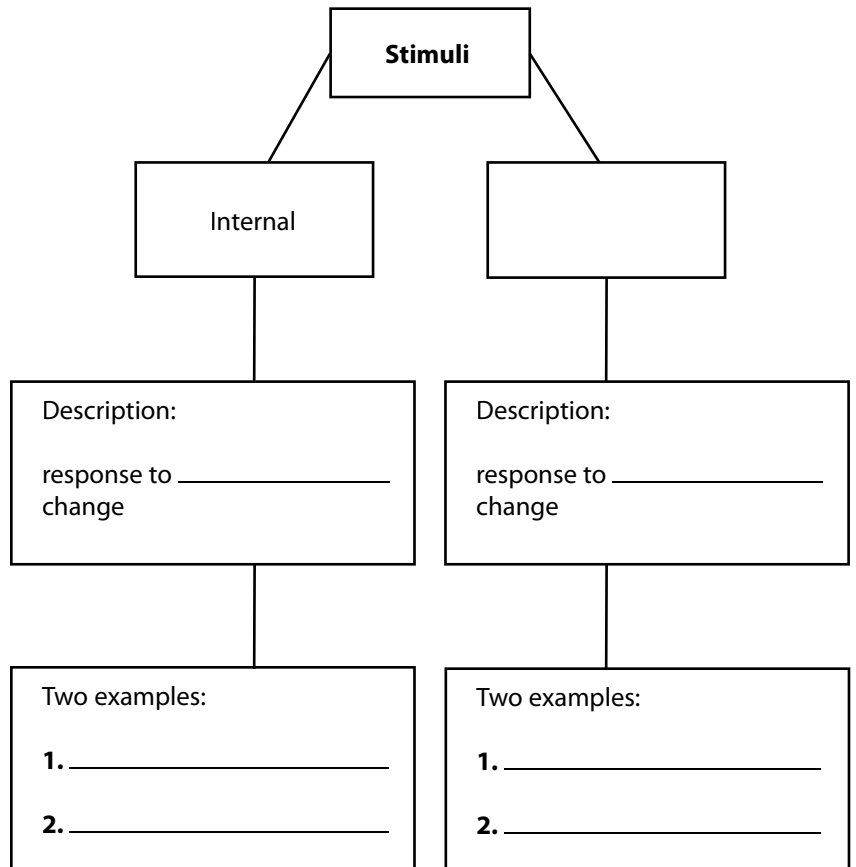 Stimuli
Internal
Description:
response to
change
Description:
response to
change
Two examples:
1.
2.
Two examples:
1.
2.